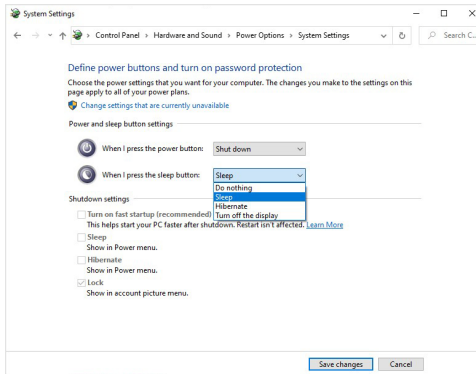 System Settings
Control Panel > Hardware and Sound > Power Options > System Settings
Search C...
Define power buttons and turn on password protection
Choose the power settings that you want for your computer. The changes you make to the settings on this
page apply to all of your power plans.
Change settings that are currently unavailable
Power and sleep button settings
When I press the power button: Shut down
When I press the sleep button: Sleep
Do nothing
Sleep
Hibernate
Turn off the display
Shutdown settings
Turn on fast startup (recommended)
This helps start your PC faster after shutdown. Restart isn't affected. Learn More
Sleep
Show in Power menu.
Hibernate
Show in Power menu.
Lock
Show in account picture menu.
Save changes
Cancel